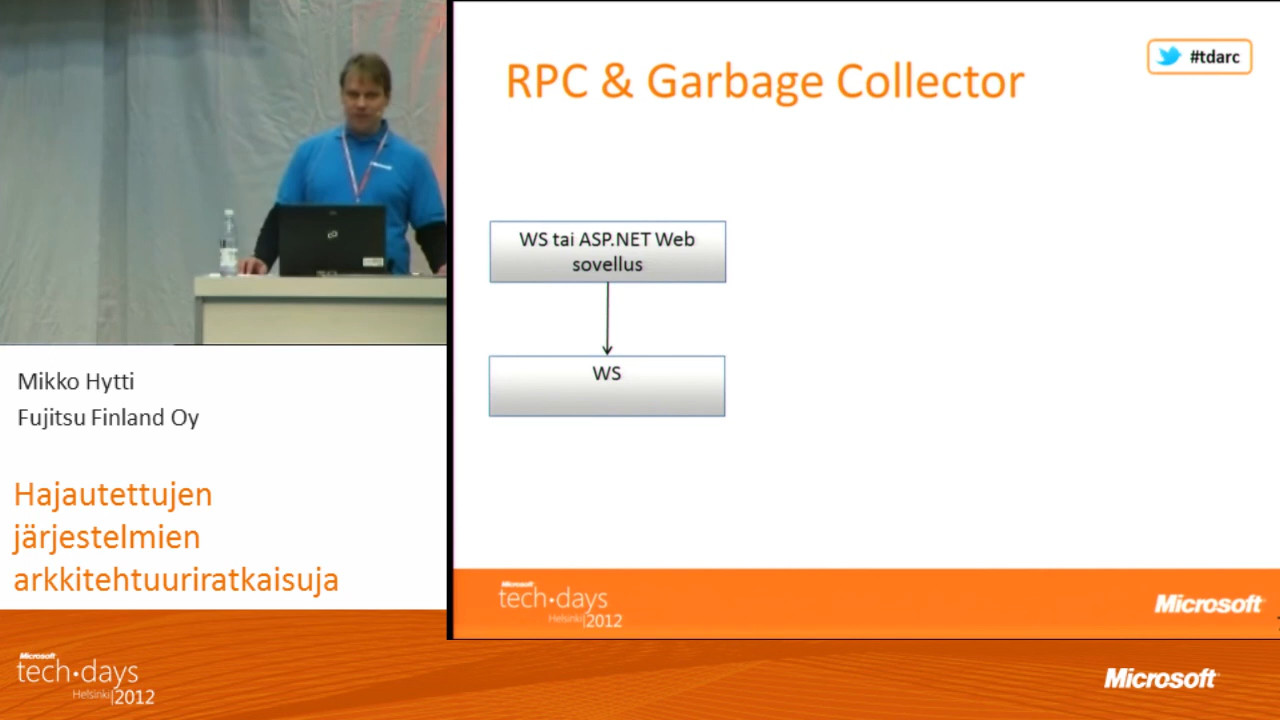 RPC & Garbage Collector
#tdarc
WS tai ASP.NET Web
sovellus
WS
Mikko Hytti
Fujitsu Finland Oy
Hajautettujen
järjestelmien
arkkitehtuuriratkaisuja
Microsoft
tech·days
Helsinki|2012
Microsoft
Microsoft
tech·days
Helsinki|2012
Microsoft